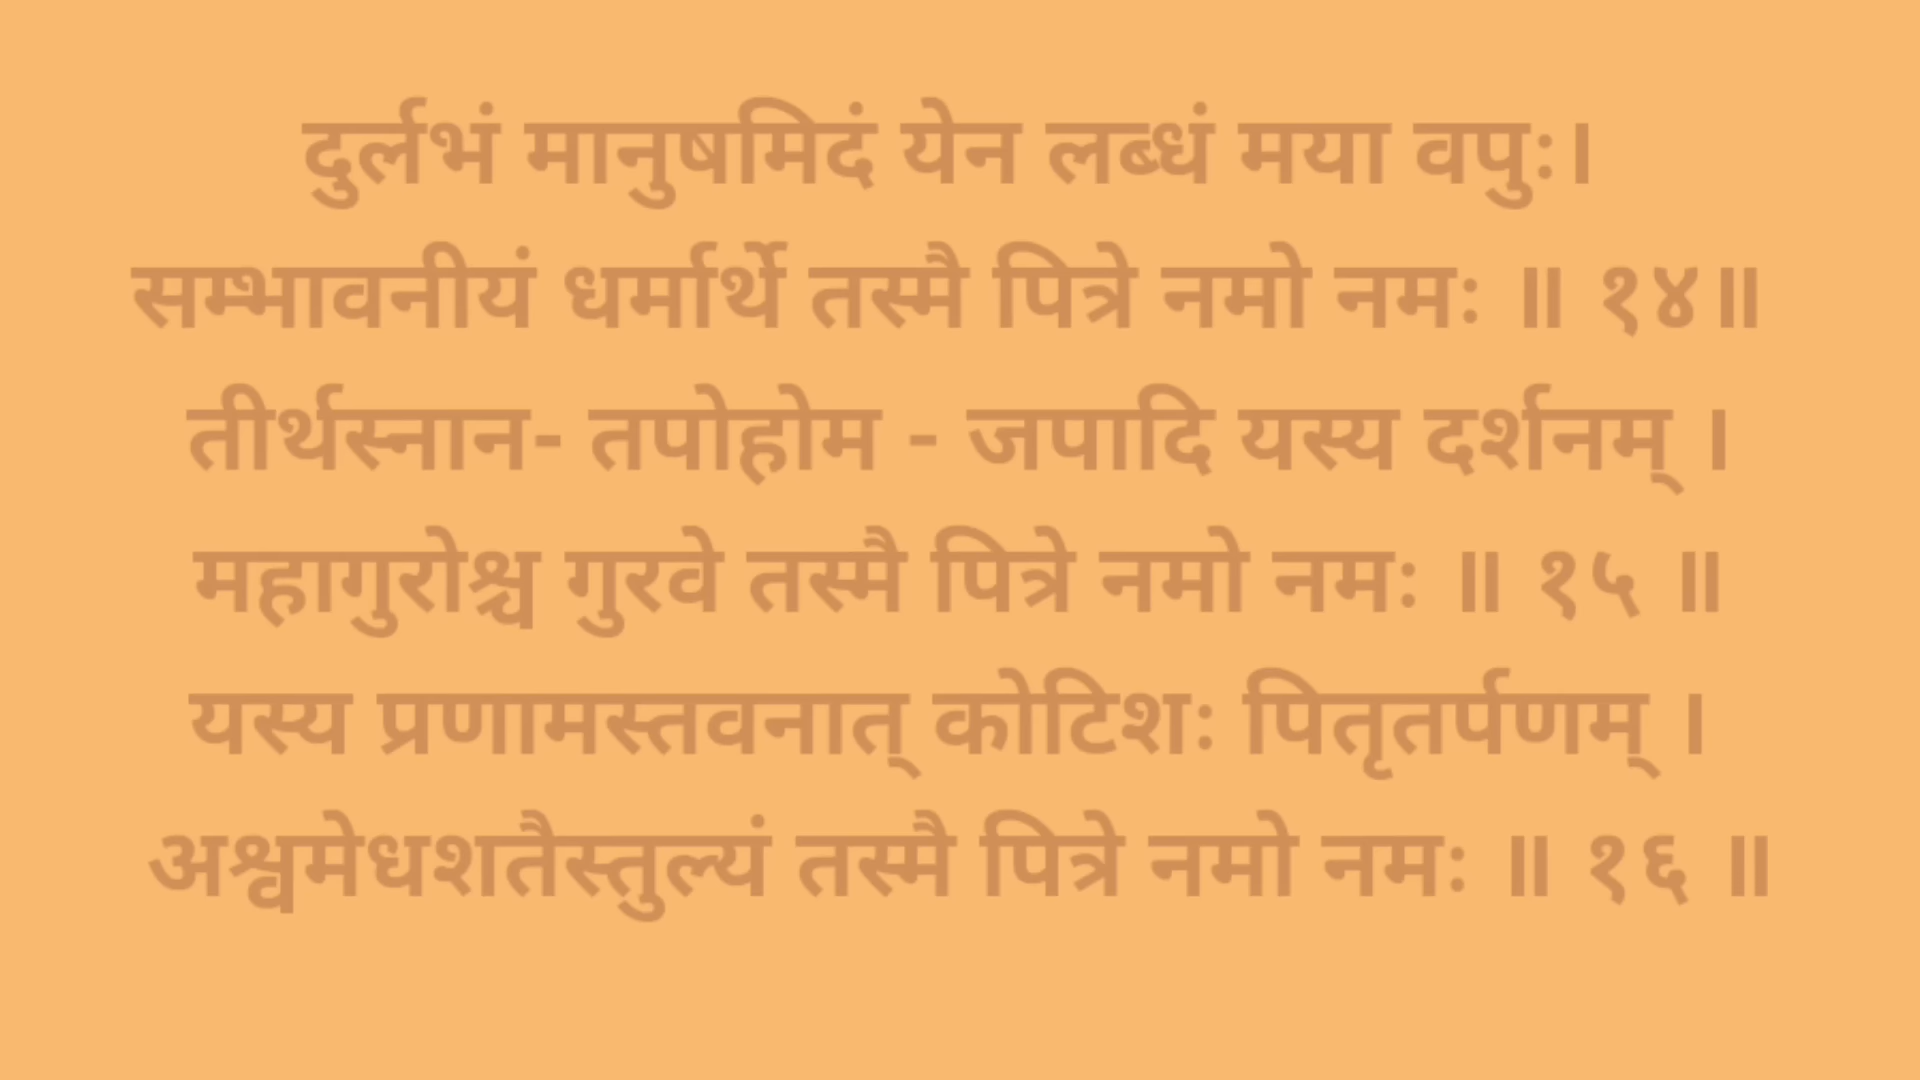 दुर्लभं मानुषमिदं येन लब्धं मया वपुः।
सम्भावनीयं धर्मार्थे तस्मै पित्रे नमो नमः ॥ १४॥
तीर्थस्नान- तपोहोम - जपादि यस्य दर्शनम् ।
महागुरोश्च गुरवे तस्मै पित्रे नमो नमः ॥ १५ ॥
यस्य प्रणामस्तवनात् कोटिशः पितृतर्पणम् ।
अश्वमेधशतैस्तुल्यं तस्मै पित्रे नमो नमः ॥ १६ ॥